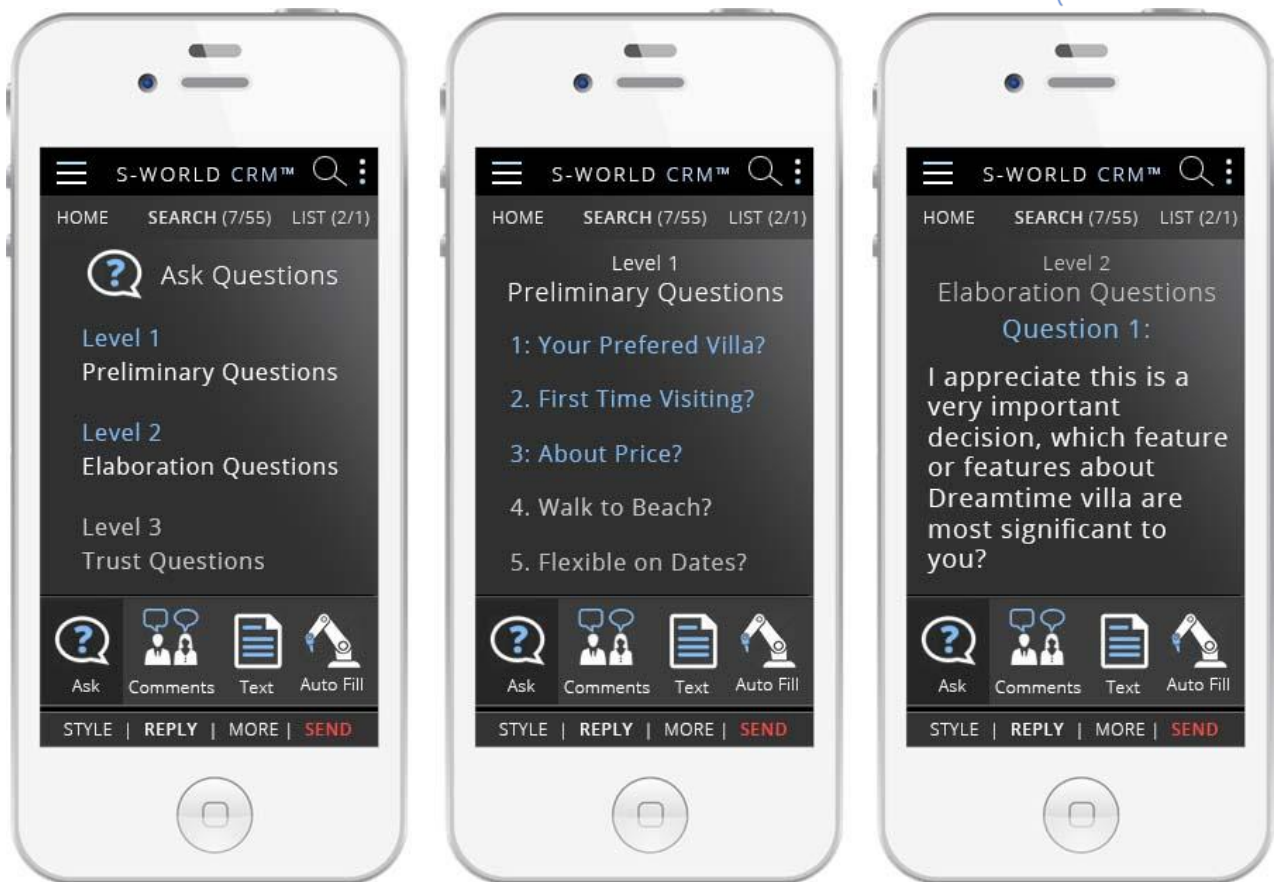 S-WORLD CRM™
HOME SEARCH (7/55) LIST (2/1)
? Ask Questions
Level 1
Preliminary Questions
Level 2
Elaboration Questions
Level 3
Trust Questions
?
Ask Comments Text Auto Fill
STYLE | REPLY | MORE | SEND
S-WORLD CRM™
HOME SEARCH (7/55) LIST (2/1)
Level 1
Preliminary Questions
1: Your Prefered Villa?
2. First Time Visiting?
3: About Price?
4. Walk to Beach?
5. Flexible on Dates?
?
Ask Comments Text Auto Fill
STYLE | REPLY | MORE | SEND
S-WORLD CRM™
HOME SEARCH (7/55) LIST (2/1)
Level 2
Elaboration Questions
Question 1:
I appreciate this is a
very important
decision, which feature
or features about
Dreamtime villa are
most significant to
you?
?
Ask Comments Text Auto Fill
STYLE | REPLY | MORE | SEND